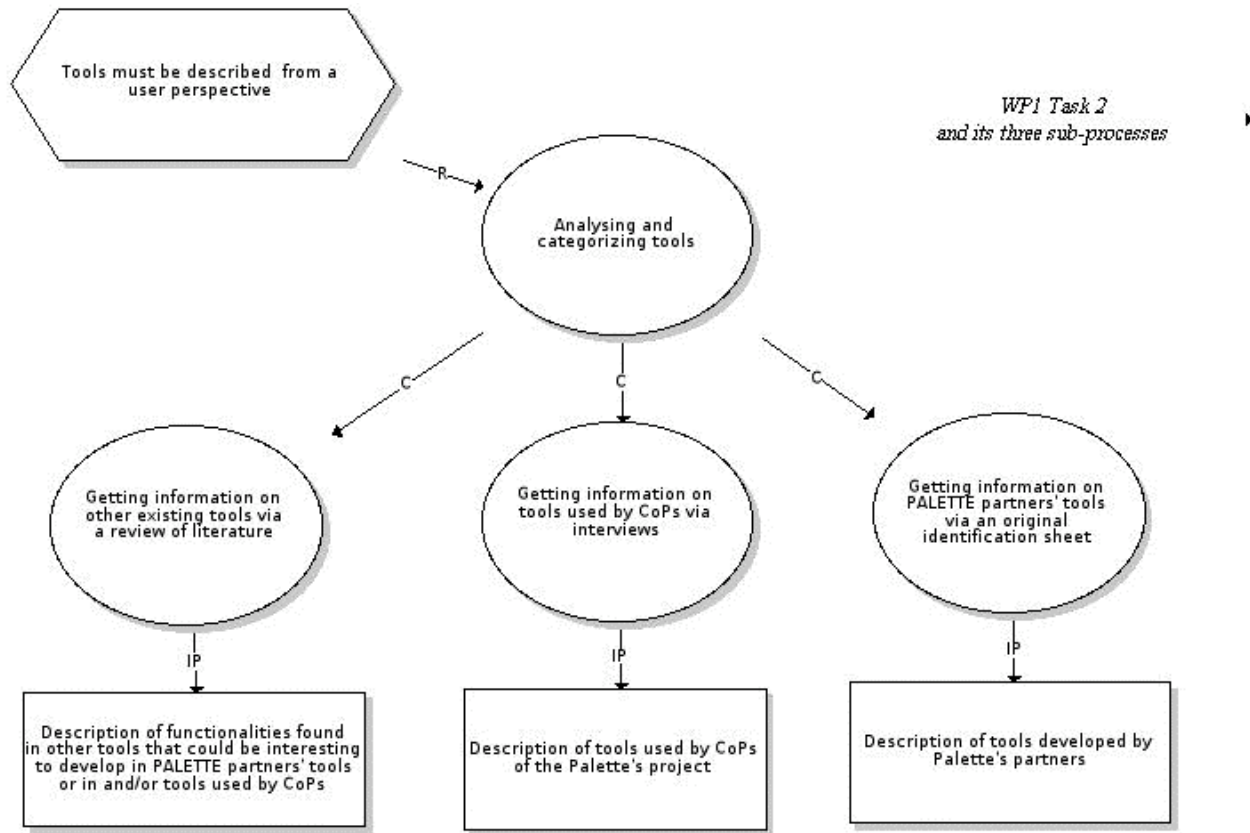 Tools must be described from a
user perspective
WP1 Task 2
and its three sub-processes
R
Analysing and
categorizing tools
C
C
C
Getting information on
other existing tools via
a review of literature
Getting information on
tools used by CoPs via
interviews
Getting information on
PALETTE partners' tools
via an original
identification sheet
IP
IP
IP
Description of functionalities found
in other tools that could be interesting
to develop in PALETTE partners' tools
or in and/or tools used by CoPs
Description of tools used by CoPs
of the Palette's project
Description of tools developed by
Palette's partners